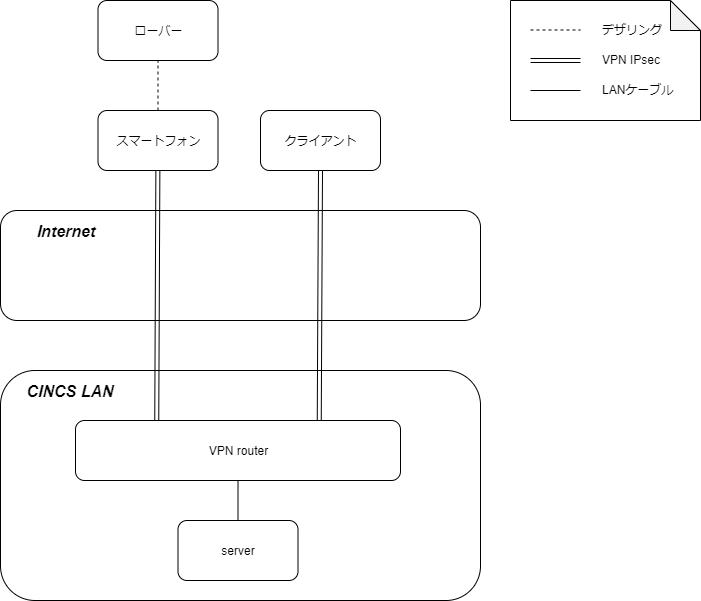 ローバー
デザリング
VPN IPsec
LANケーブル
スマートフォン
クライアント
Internet
CINCS LAN
VPN router
server